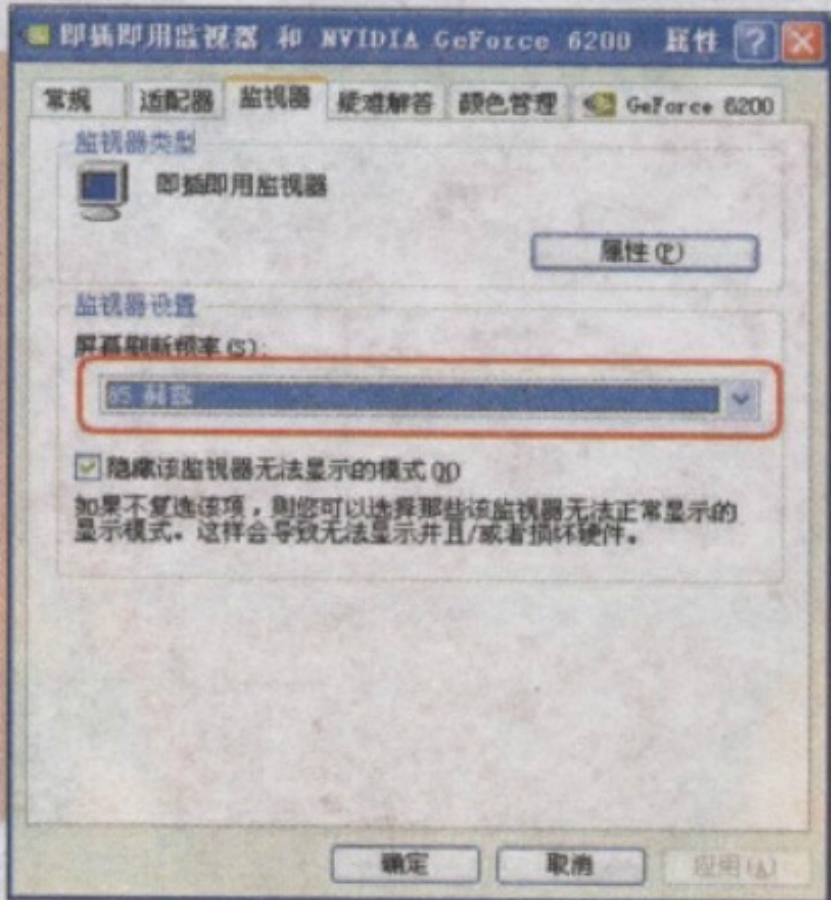 即插即用监视器 和 NVIDIA GeForce 6200 属性
常规 适配器 监视器 疑难解答 颜色管理 GeForce 6200
监视器类型
即插即用监视器
属性(P)
监视器设置
屏幕刷新频率(S):
85 赫兹
隐藏该监视器无法显示的模式(H)
如果不复选该项，则您可以选择那些该监视器无法正常显示的
显示模式。这样会导致无法显示并且/或者损坏硬件。
确定 取消 应用(A)